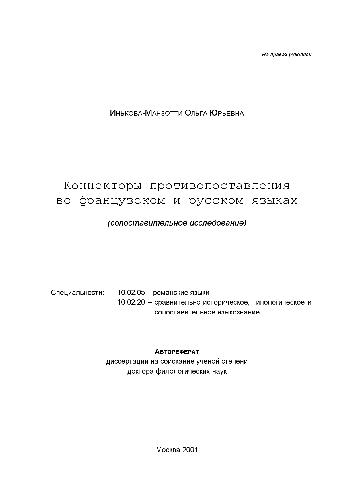 На правах рукописи
Инькова-Манзотти Ольга Юрьевна
Коннекторы противопоставления
во французском и русском языках
(сопоставительное исследование)
Специальности: 10.02.05 – романские языки
10.02.20 – сравнительно-историческое, типологическое и
сопоставительное языкознание
Автореферат
диссертации на соискание ученой степени
доктора филологических наук
Москва 2001